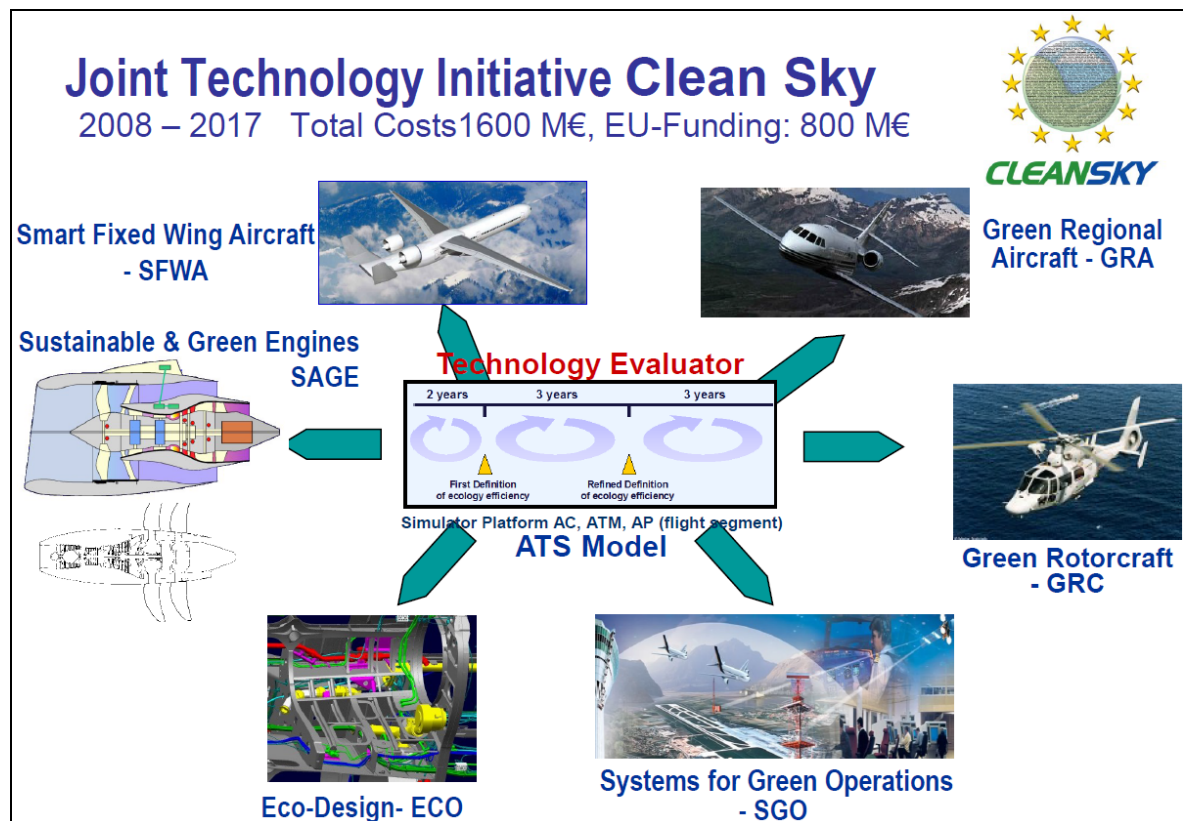 Joint Technology Initiative Clean Sky
2008 – 2017 Total Costs1600 M€, EU-Funding: 800 M€
CLEANSKY
Smart Fixed Wing Aircraft
- SFWA
Green Regional
Aircraft - GRA
Sustainable & Green Engines
SAGE
Technology Evaluator
2 years
3 years
3 years
First Definition
of ecology efficiency
Refined Definition
of ecology efficiency
Simulator Platform AC, ATM, AP (flight segment)
ATS Model
Green Rotorcraft
- GRC
Eco-Design- ECO
Systems for Green Operations
- SGO